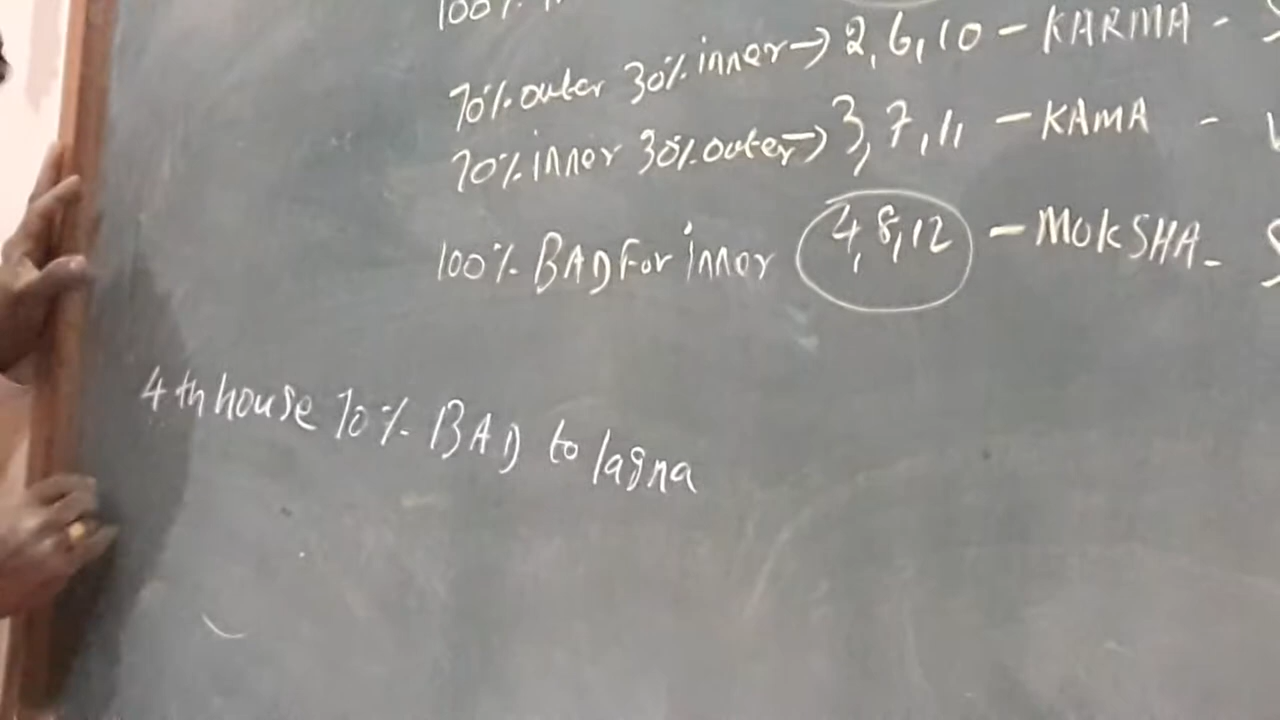 100%
70% outer 30% inner → 2, 6, 10 - KARMA -
70% inner 30% outer → 3, 7, 11 - KAMA -
100% BAD For inner 4, 8, 12 - MOKSHA -
4th house 70% BAD to lagna